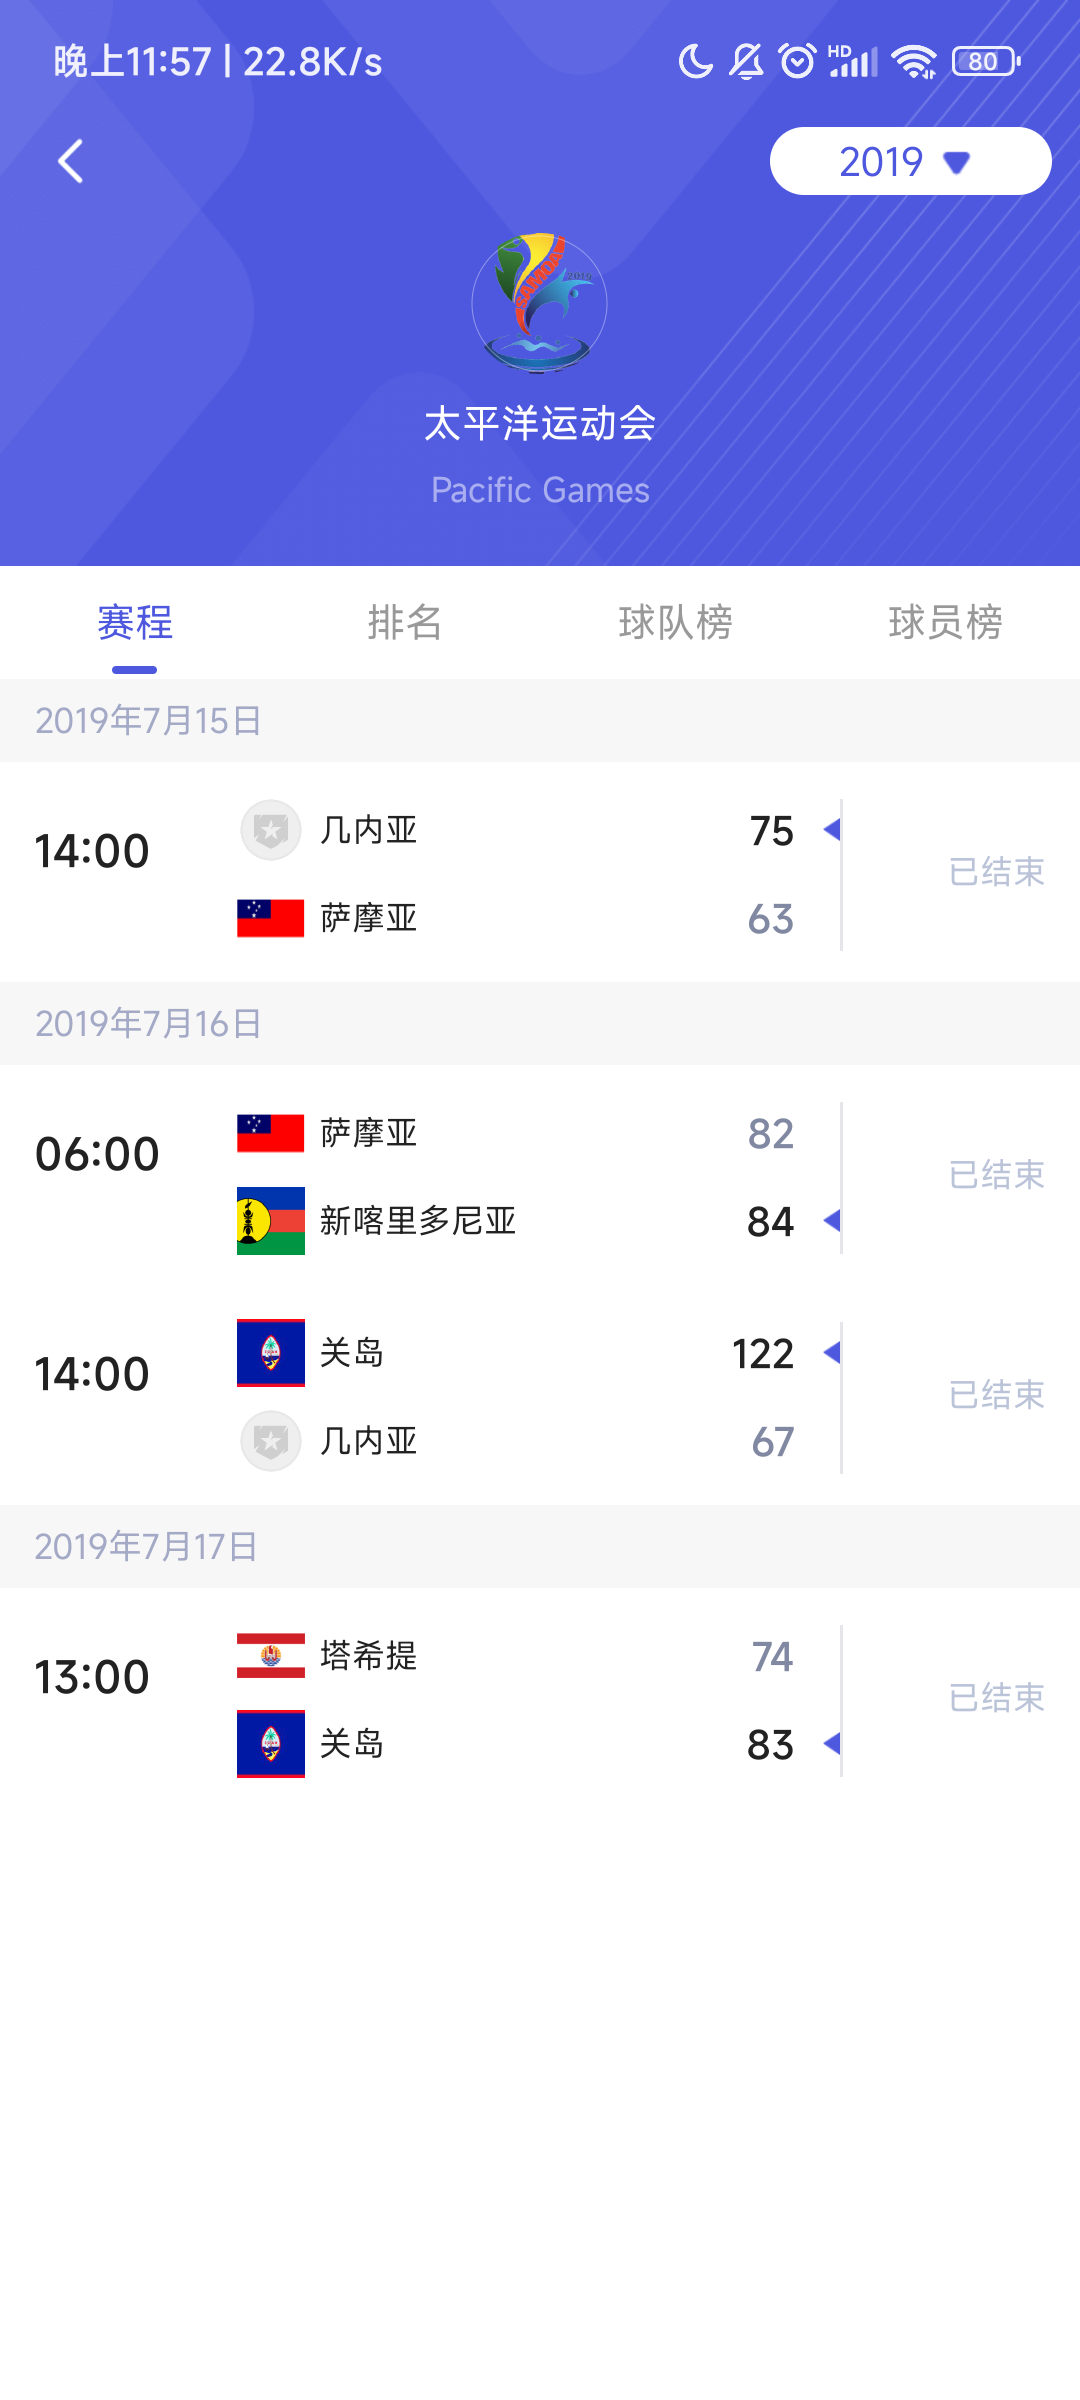 晚上11:57 | 22.8K/s HD 80
2019
SAMOA 2019
太平洋运动会
Pacific Games
赛程 排名 球队榜 球员榜
2019年7月15日
14:00 几内亚 75 已结束
萨摩亚 63
2019年7月16日
06:00 萨摩亚 82 已结束
新喀里多尼亚 84
14:00 关岛 122 已结束
几内亚 67
2019年7月17日
13:00 塔希提 74 已结束
关岛 83